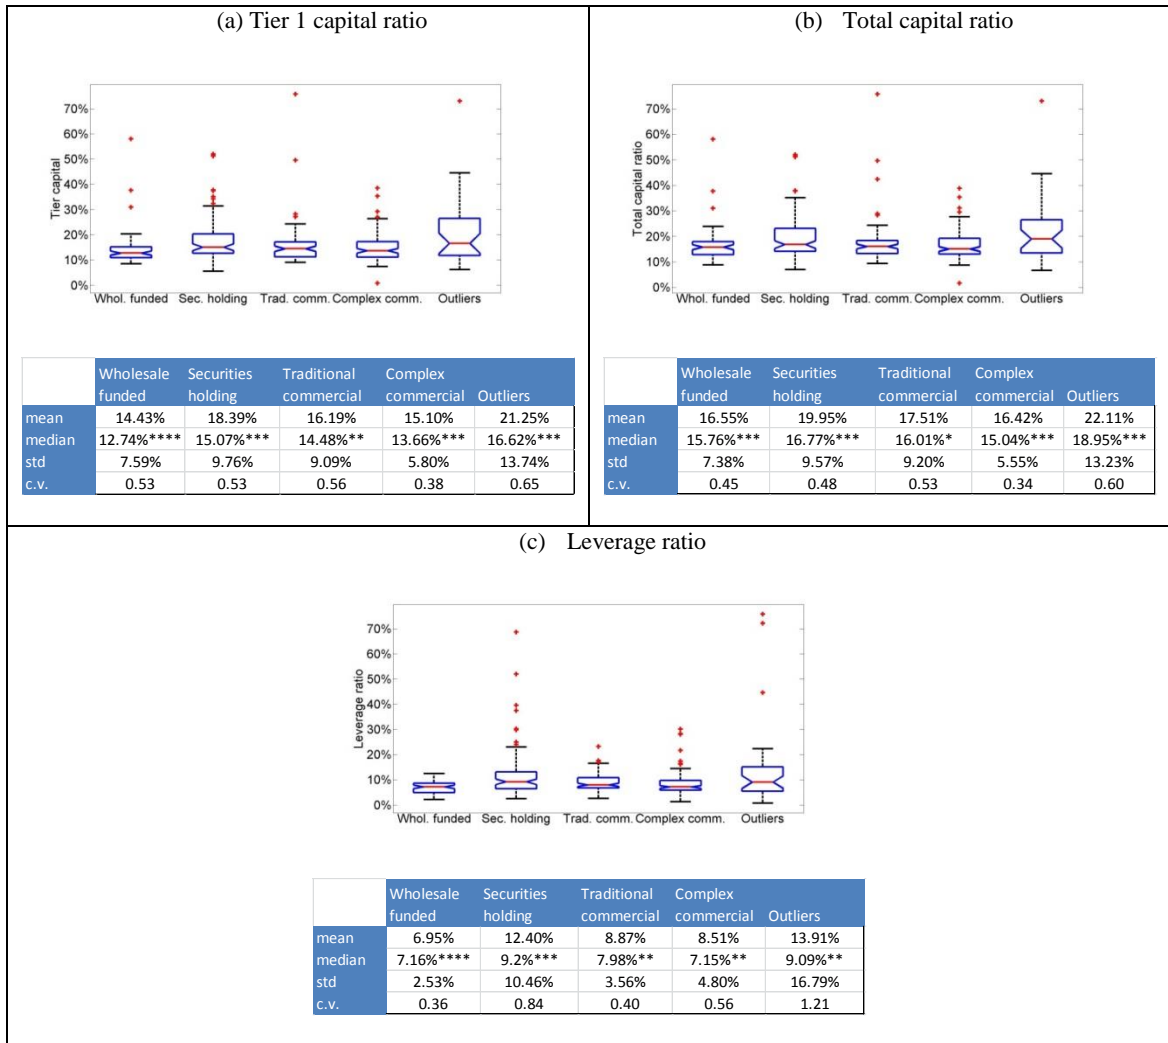 (a) Tier 1 capital ratio
70%
60%
50%
40%
30%
20%
10%
0%
Tier capital
Whol. funded Sec. holding Trad. comm. Complex comm. Outliers
Wholesale Securities Traditional Complex
funded holding commercial commercial Outliers
mean 14.43% 18.39% 16.19% 15.10% 21.25%
median 12.74%**** 15.07%*** 14.48%** 13.66%*** 16.62%***
std 7.59% 9.76% 9.09% 5.80% 13.74%
c.v. 0.53 0.53 0.56 0.38 0.65
(b) Total capital ratio
70%
60%
50%
40%
30%
20%
10%
0%
Total capital ratio
Whol. funded Sec. holding Trad. comm. Complex comm. Outliers
Wholesale Securities Traditional Complex
funded holding commercial commercial Outliers
mean 16.55% 19.95% 17.51% 16.42% 22.11%
median 15.76%*** 16.77%*** 16.01%* 15.04%*** 18.95%***
std 7.38% 9.57% 9.20% 5.55% 13.23%
c.v. 0.45 0.48 0.53 0.34 0.60
(c) Leverage ratio
70%
60%
50%
40%
30%
20%
10%
0%
Leverage ratio
Whol. funded Sec. holding Trad. comm. Complex comm. Outliers
Wholesale Securities Traditional Complex
funded holding commercial commercial Outliers
mean 6.95% 12.40% 8.87% 8.51% 13.91%
median 7.16%**** 9.2%*** 7.98%** 7.15%** 9.09%**
std 2.53% 10.46% 3.56% 4.80% 16.79%
c.v. 0.36 0.84 0.40 0.56 1.21